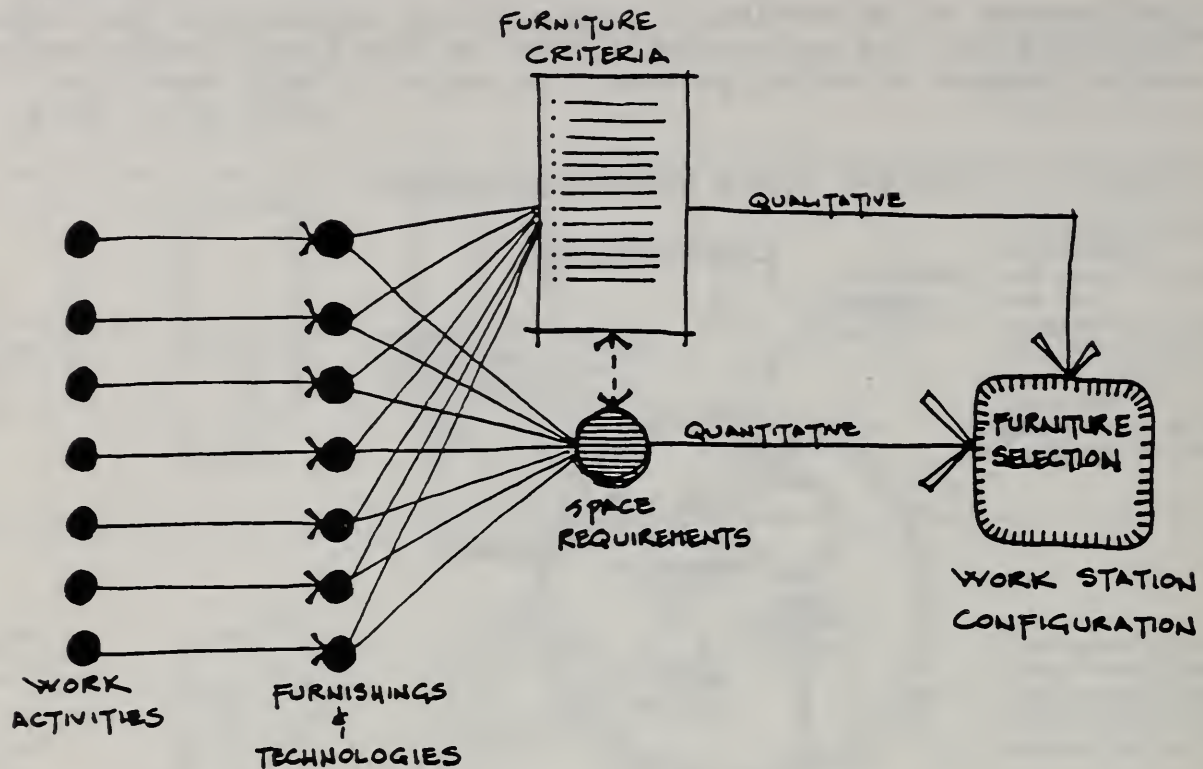 FURNITURE
CRITERIA
QUALITATIVE
QUANTITATIVE
FURNITURE
SELECTION
SPACE
REQUIREMENTS
WORK STATION
CONFIGURATION
WORK
ACTIVITIES
FURNISHINGS
&
TECHNOLOGIES